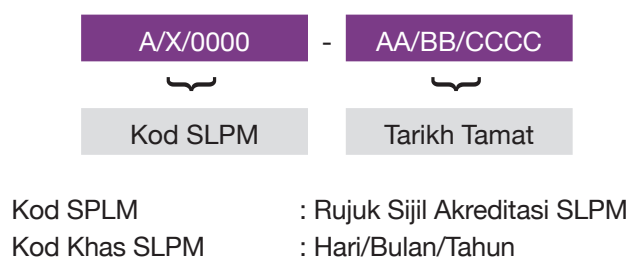 A/X/0000 - AA/BB/CCCC
Kod SLPM Tarikh Tamat
Kod SPLM : Rujuk Sijil Akreditasi SLPM
Kod Khas SLPM : Hari/Bulan/Tahun